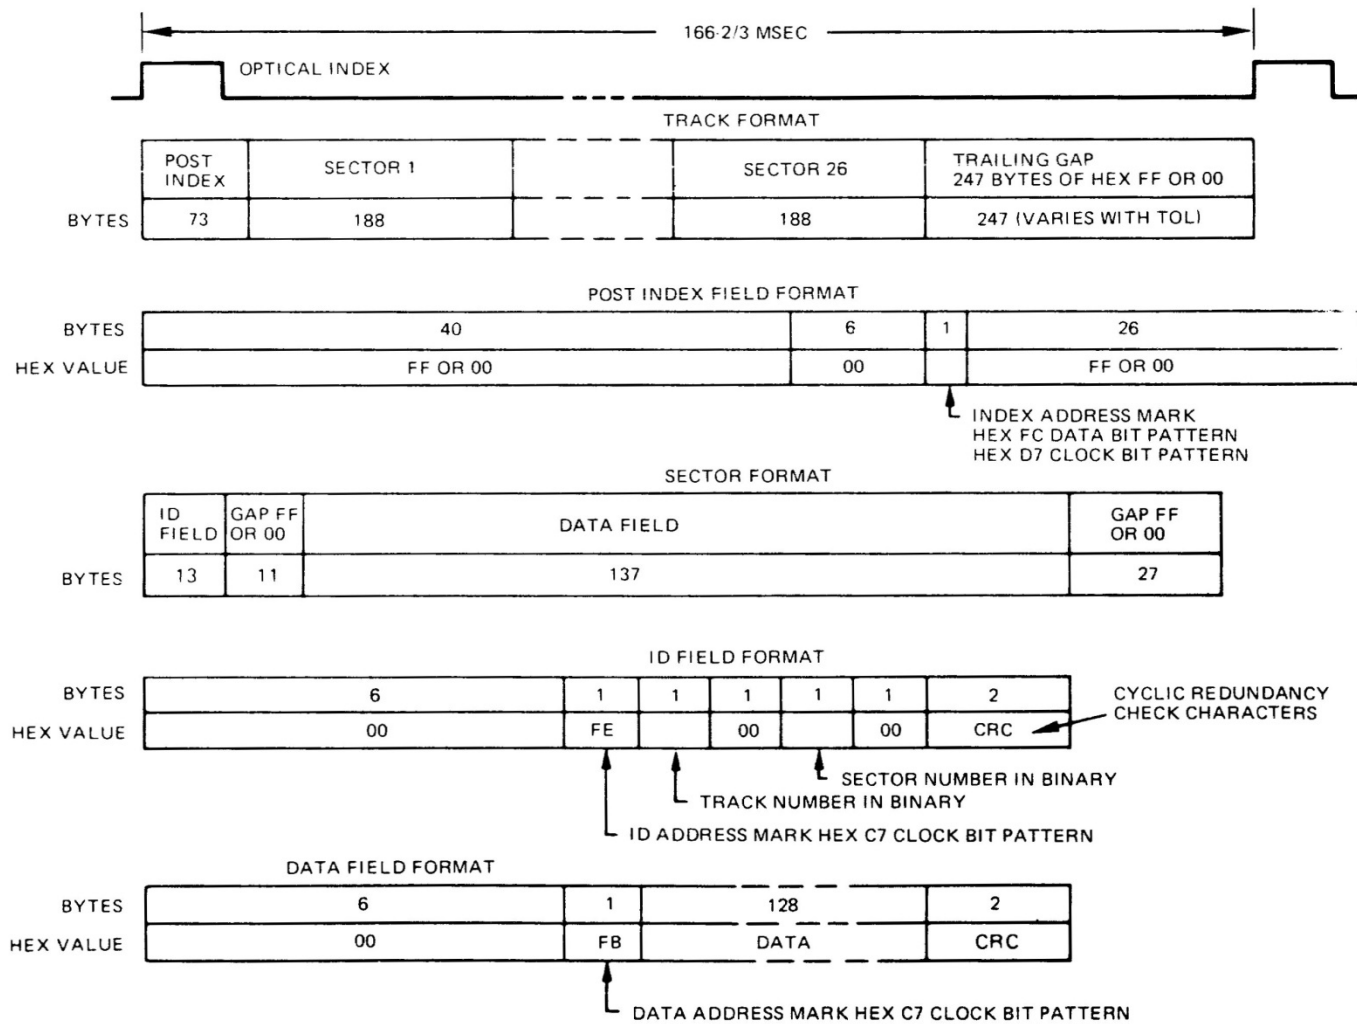 166-2/3 MSEC
OPTICAL INDEX
TRACK FORMAT
POST INDEX
SECTOR 1
SECTOR 26
TRAILING GAP
247 BYTES OF HEX FF OR 00
BYTES
73
188
188
247 (VARIES WITH TOL)
POST INDEX FIELD FORMAT
BYTES
40
6
1
26
HEX VALUE
FF OR 00
00
FF OR 00
INDEX ADDRESS MARK
HEX FC DATA BIT PATTERN
HEX D7 CLOCK BIT PATTERN
SECTOR FORMAT
ID
FIELD
GAP FF
OR 00
DATA FIELD
GAP FF
OR 00
BYTES
13
11
137
27
ID FIELD FORMAT
BYTES
6
1
1
1
1
1
2
CYCLIC REDUNDANCY
CHECK CHARACTERS
HEX VALUE
00
FE
00
00
CRC
SECTOR NUMBER IN BINARY
TRACK NUMBER IN BINARY
ID ADDRESS MARK HEX C7 CLOCK BIT PATTERN
DATA FIELD FORMAT
BYTES
6
1
128
2
HEX VALUE
00
FB
DATA
CRC
DATA ADDRESS MARK HEX C7 CLOCK BIT PATTERN